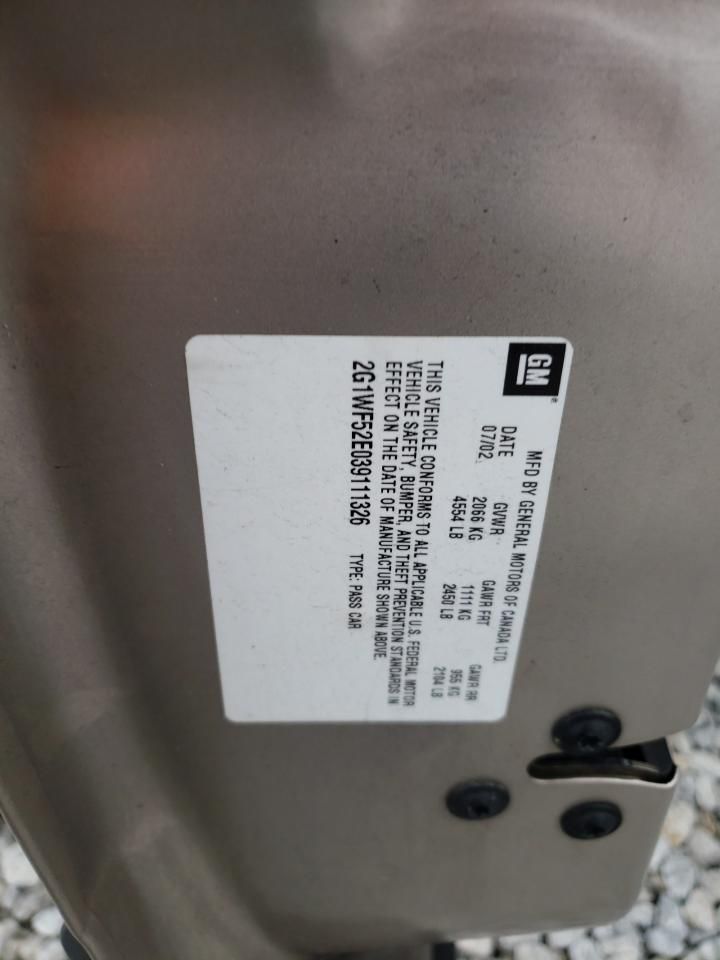 GM®
MFD BY GENERAL MOTORS OF CANADA LTD.
DATE GVWR GAWR FRT GAWR RR
07/02 2066 KG 1111 KG 955 KG
4554 LB 2450 LB 2104 LB
THIS VEHICLE CONFORMS TO ALL APPLICABLE U.S. FEDERAL MOTOR
VEHICLE SAFETY, BUMPER, AND THEFT PREVENTION STANDARDS IN
EFFECT ON THE DATE OF MANUFACTURE SHOWN ABOVE.
2G1WF52E039111326 TYPE: PASS CAR